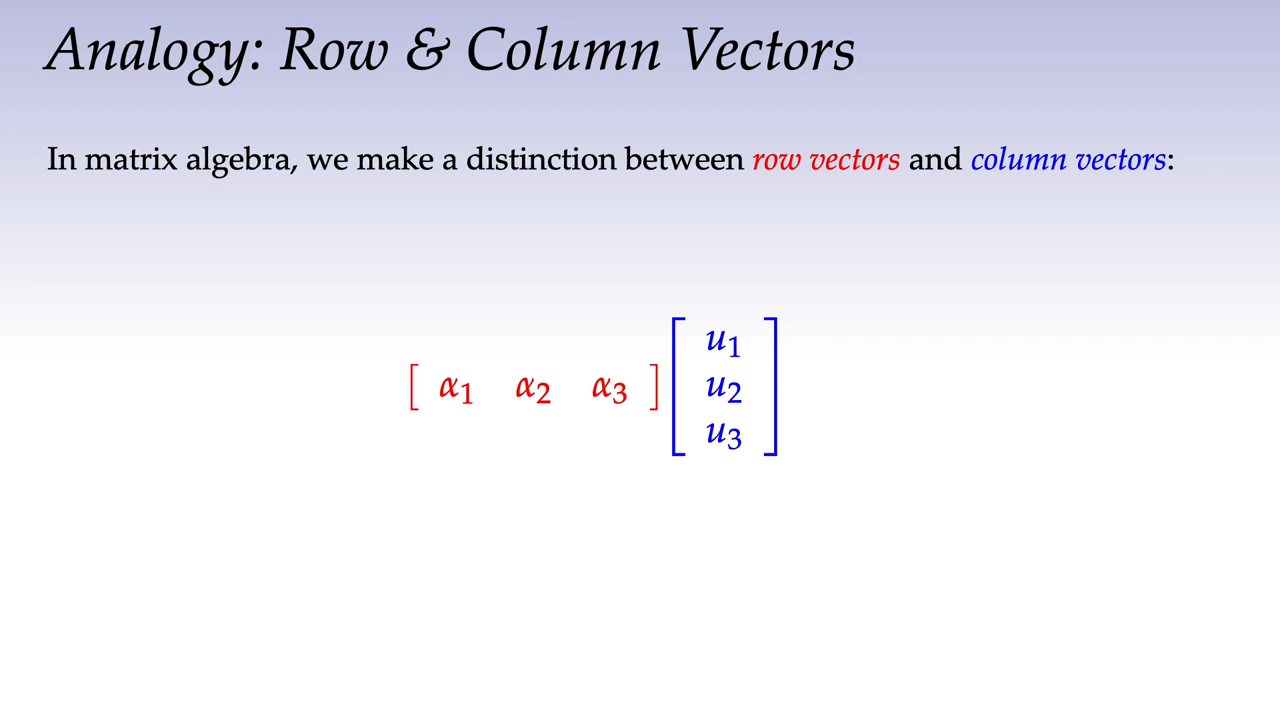 Analogy: Row & Column Vectors
In matrix algebra, we make a distinction between row vectors and column vectors:
[ α₁ α₂ α₃ ] [ u₁
u₂
u₃ ]